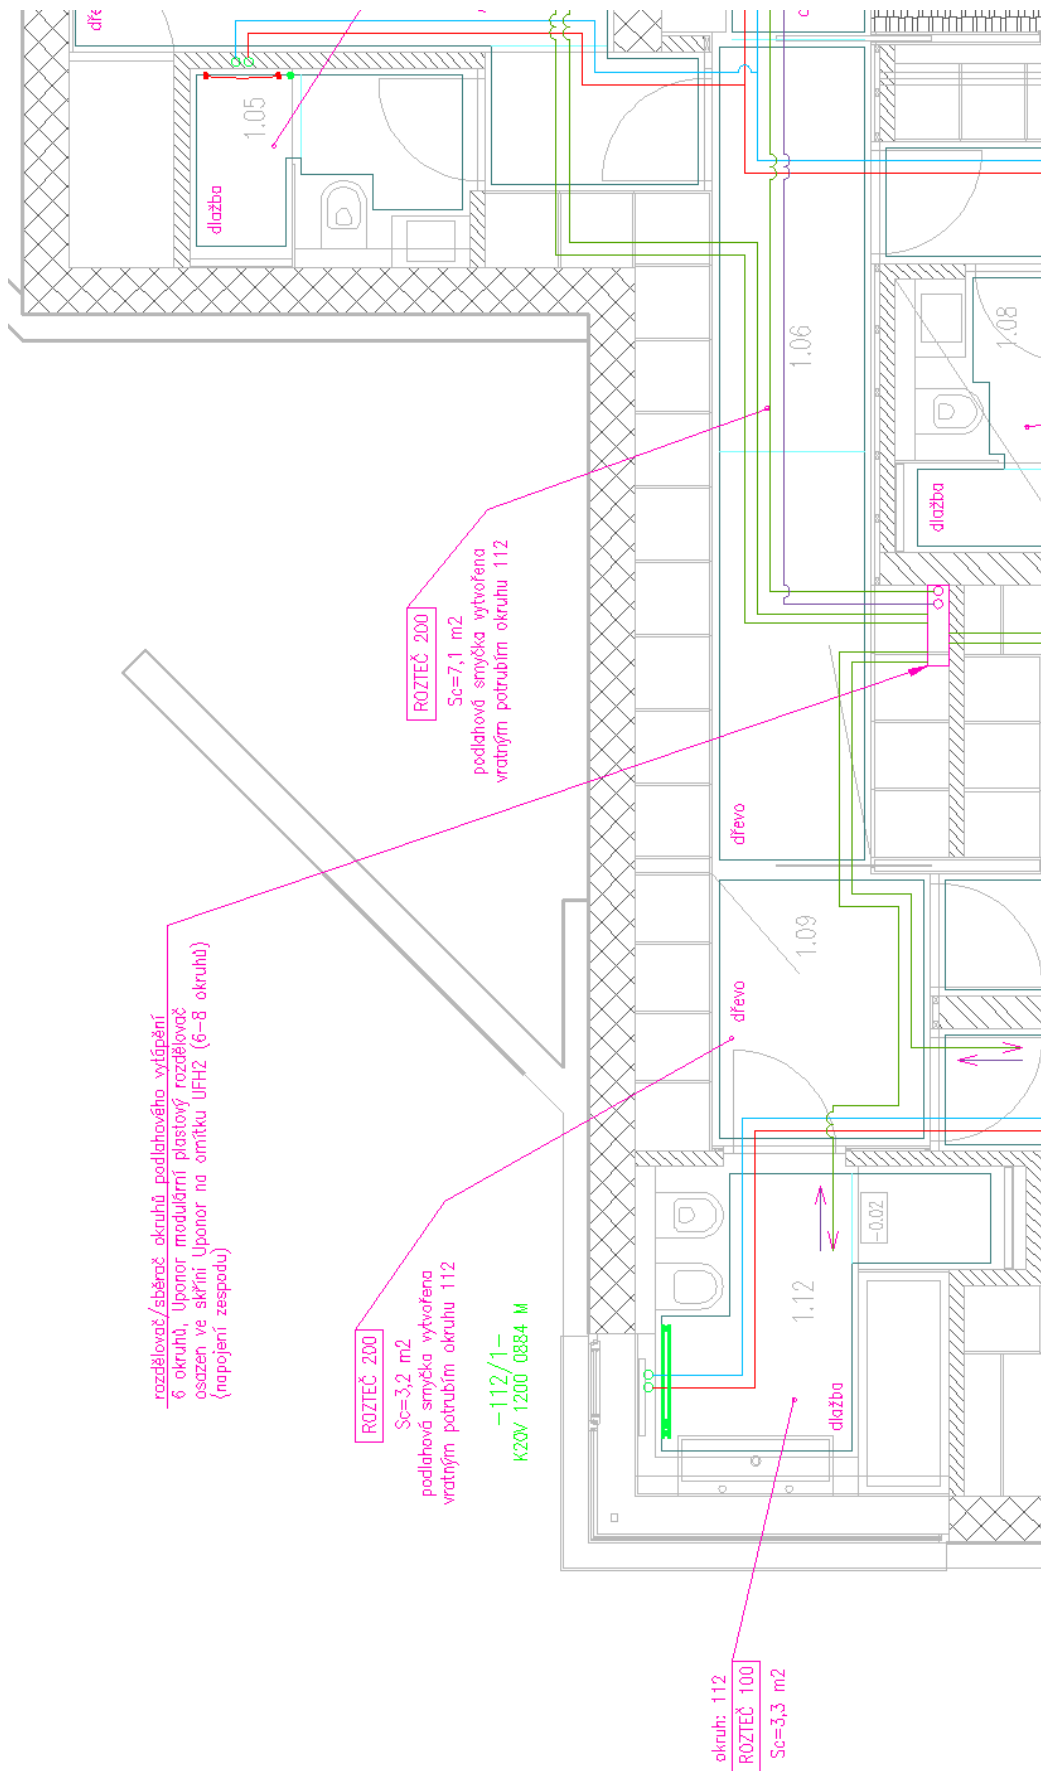 dře
1.05
dlažba
1.06
1.08
dlažba
ROZTEČ 200
Sc=7,1 m2
podlahová smyčka vytvořena
vratným potrubím okruhu 112
dřevo
rozdělovač/sběrač okruhů podlahového vytápění
6 okruhů, Uponor modulární plastový rozdělovač
osazen ve skříni Uponor na omítku UFH2 (6-8 okruhů)
(napojení zespodu)
1.09
dřevo
ROZTEČ 200
Sc=3,2 m2
podlahová smyčka vytvořena
vratným potrubím okruhu 112
-112/1-
K20V 1200 0884 M
-0.02
1.12
dlažba
okruh: 112
ROZTEČ 100
Sc=3,3 m2